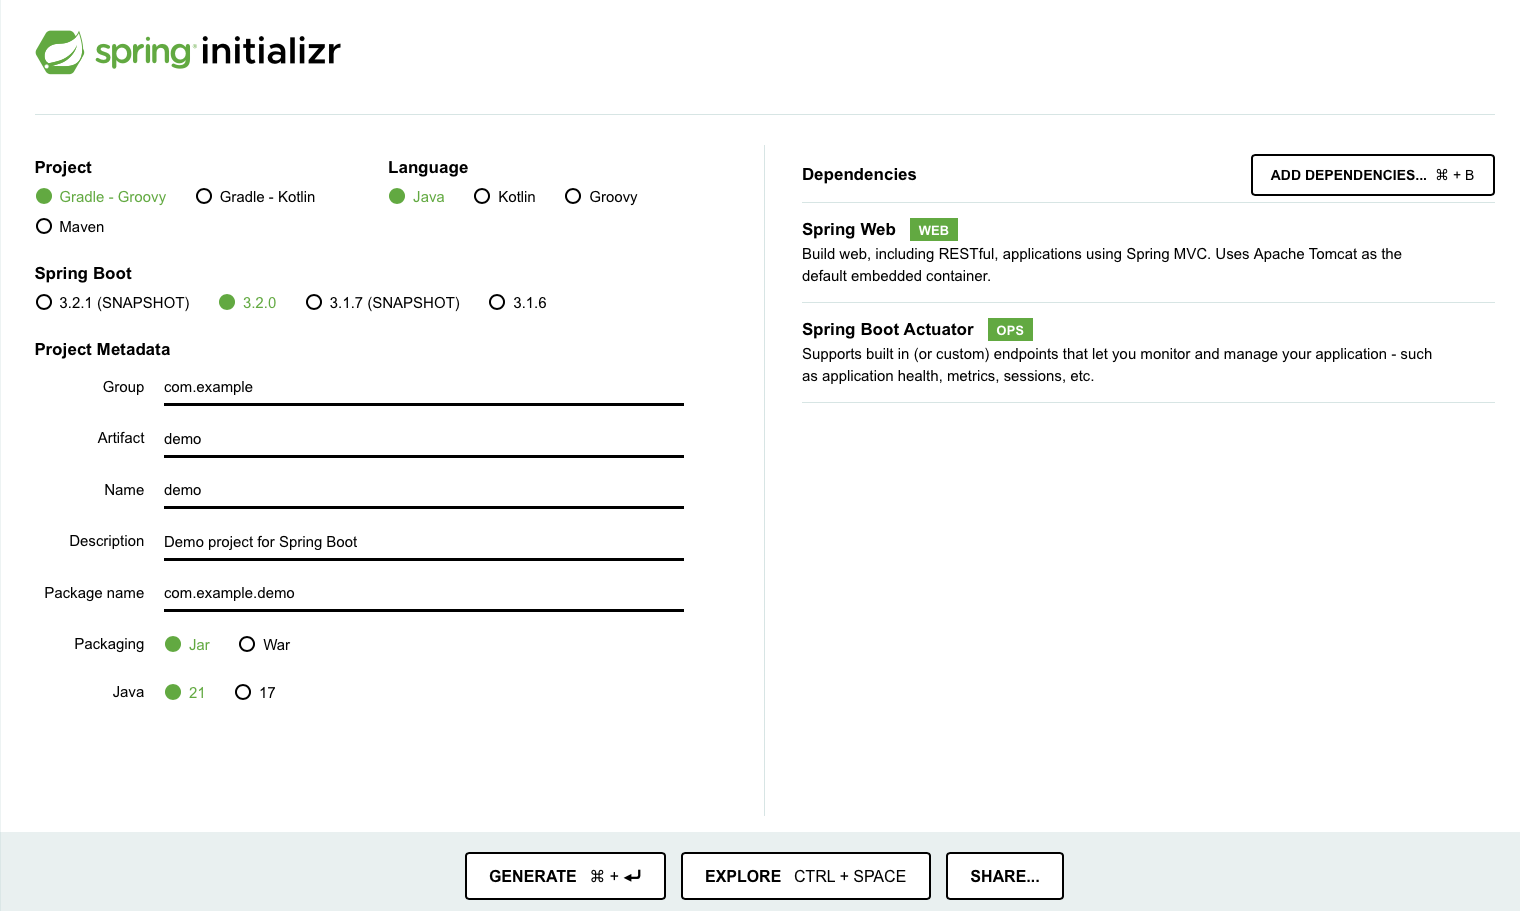 spring initializr
Project
Gradle - Groovy Gradle - Kotlin
Maven
Language
Java Kotlin Groovy
Spring Boot
3.2.1 (SNAPSHOT) 3.2.0 3.1.7 (SNAPSHOT) 3.1.6
Project Metadata
Group com.example
Artifact demo
Name demo
Description Demo project for Spring Boot
Package name com.example.demo
Packaging Jar War
Java 21 17
Dependencies
ADD DEPENDENCIES... ⌘ + B
Spring Web WEB
Build web, including RESTful, applications using Spring MVC. Uses Apache Tomcat as the
default embedded container.
Spring Boot Actuator OPS
Supports built in (or custom) endpoints that let you monitor and manage your application - such
as application health, metrics, sessions, etc.
GENERATE ⌘ + ↵
EXPLORE CTRL + SPACE
SHARE...